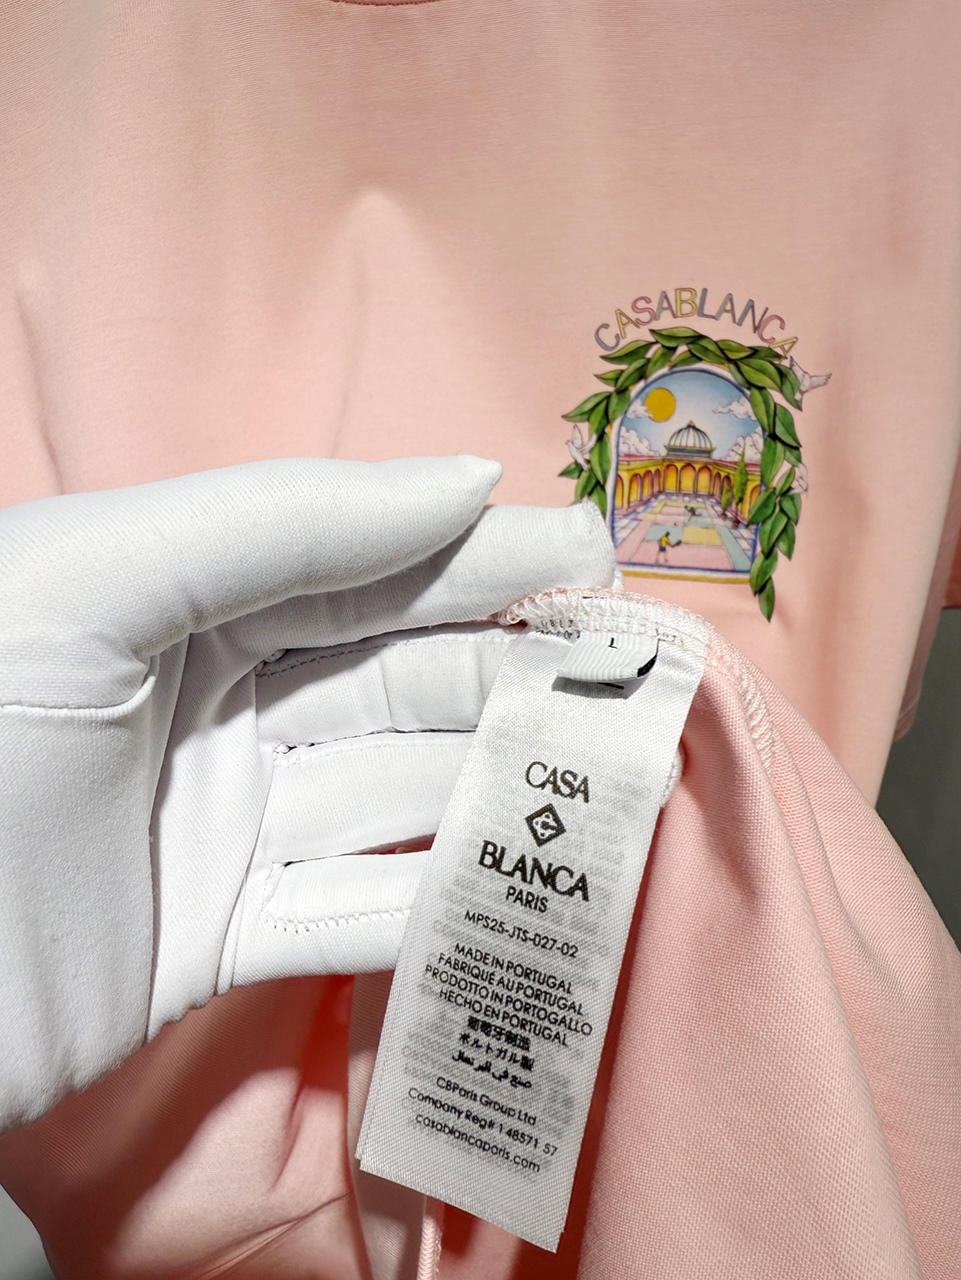 CASABLANCA
L
CASA
BLANCA
PARIS
MPS25-JTS-027-02
MADE IN PORTUGAL
FABRIQUÉ AU PORTUGAL
PRODOTTO IN PORTOGALLO
HECHO EN PORTUGAL
葡萄牙制造
ポルトガル製
صنع في البرتغال
CBParis Group Ltd
Company Reg# 148571 57
casablancaparis.com